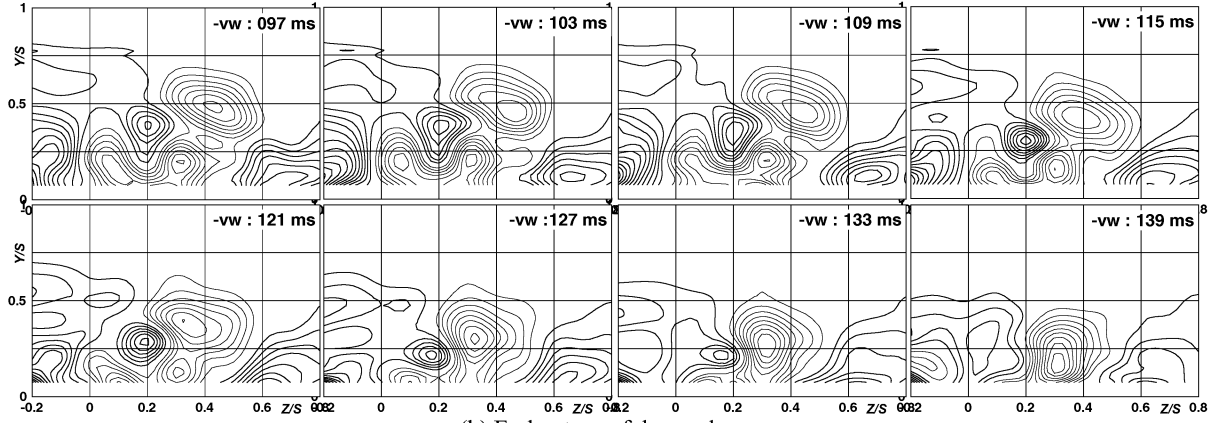 -vw : 097 ms
-vw : 103 ms
-vw : 109 ms
-vw : 115 ms
1
Y/S
0.5
0
-vw : 121 ms
-vw :127 ms
-vw : 133 ms
-vw : 139 ms
Y/S
0.5
0
-0.2 0 0.2 0.4 0.6 Z/S
0 0.2 0.4 0.6 Z/S
0 0.2 0.4 0.6 Z/S
0 0.2 0.4 0.6 Z/S 0.8